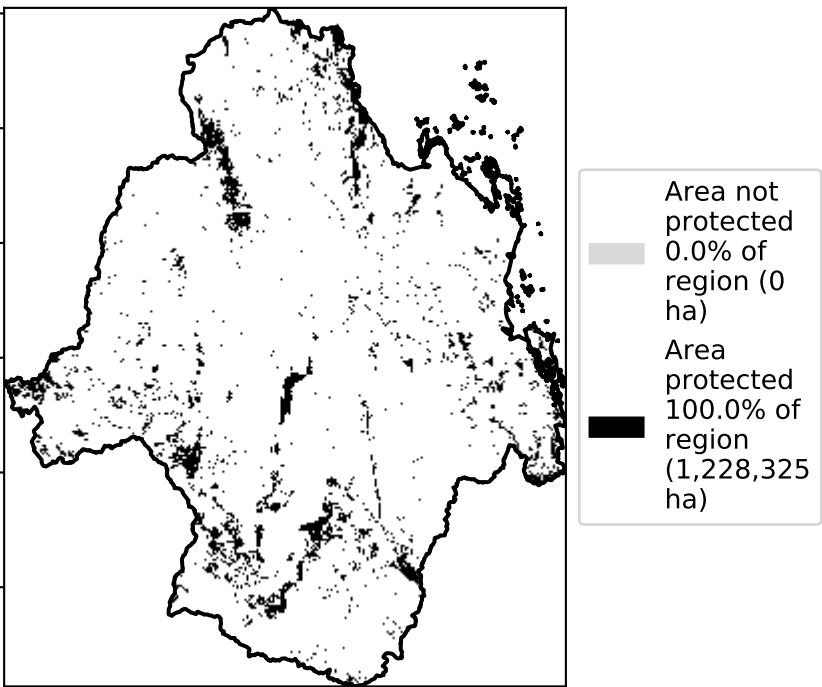 Area not
protected
0.0% of
region (0
ha)
Area
protected
100.0% of
region
(1,228,325
ha)